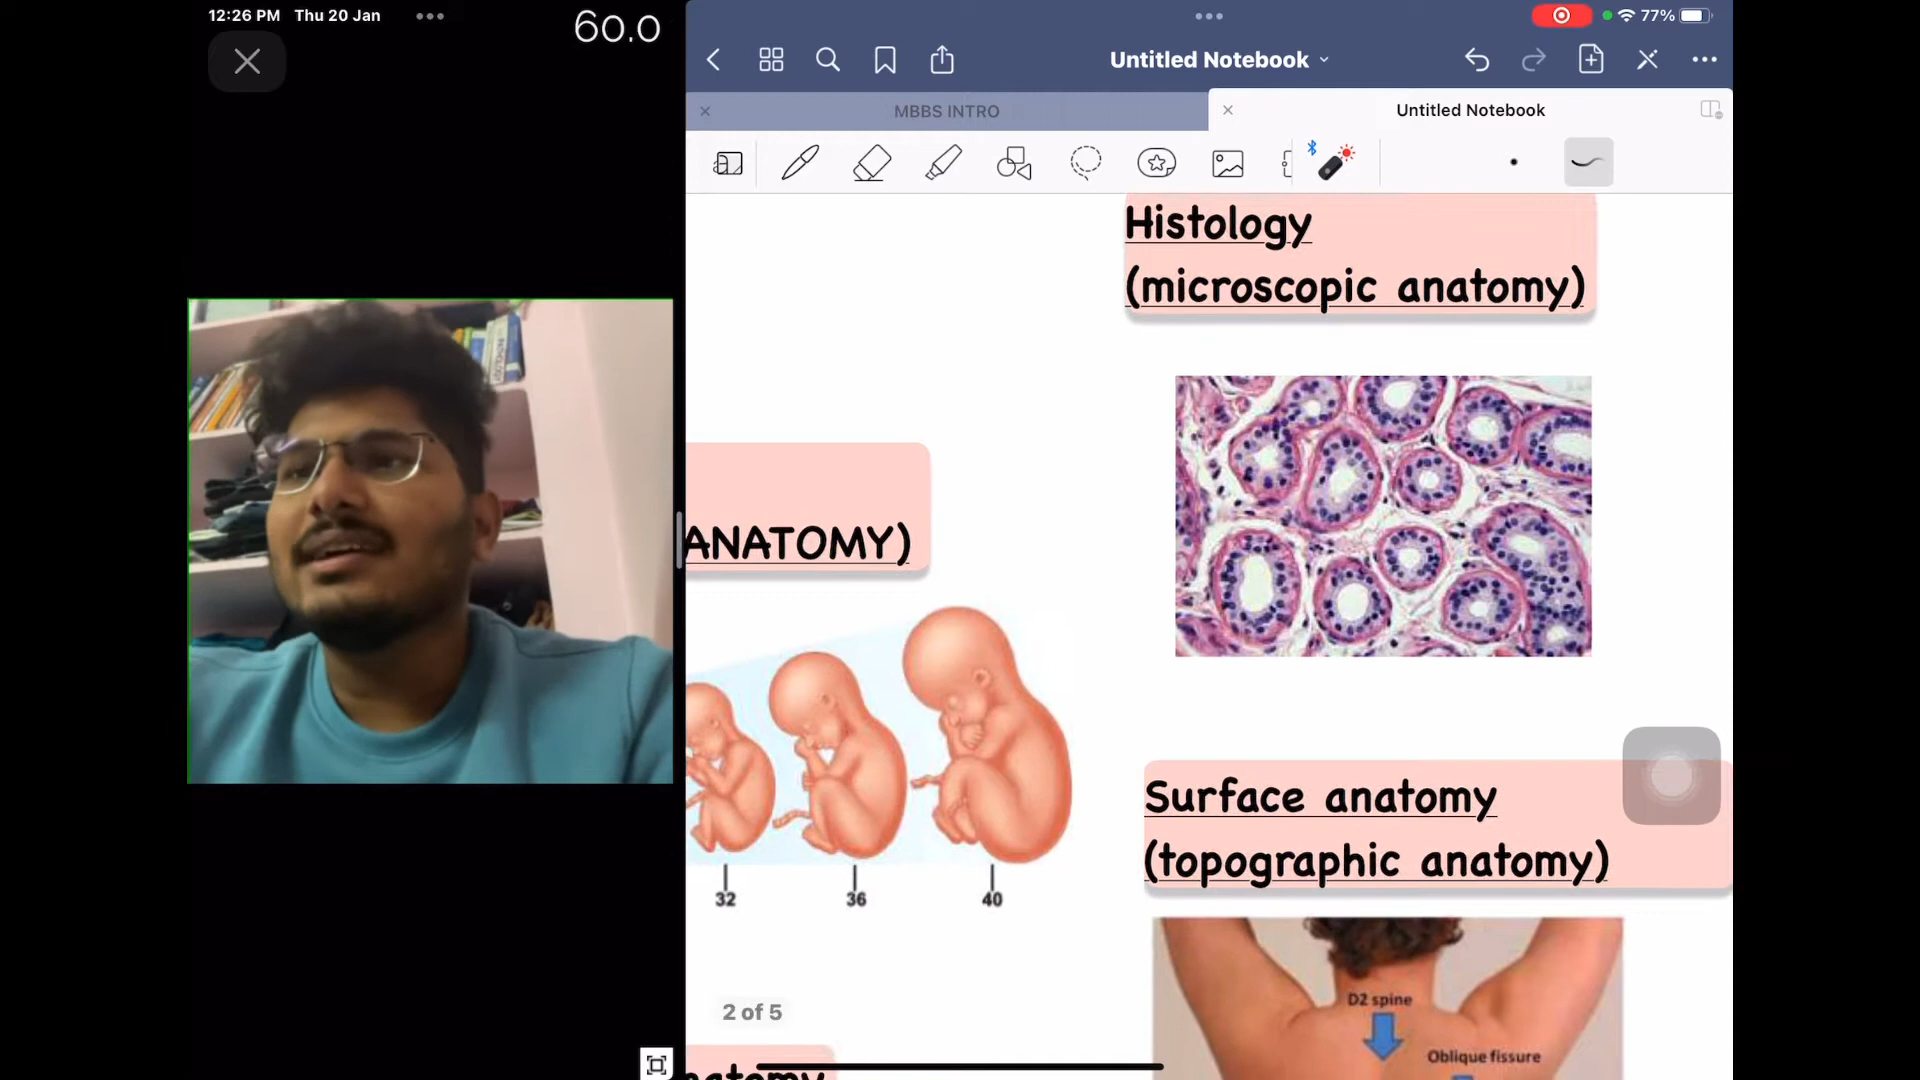 12:26 PM Thu 20 Jan
60.0
77%
Untitled Notebook
MBBS INTRO
Untitled Notebook
Histology
(microscopic anatomy)
ANATOMY)
32 36 40
Surface anatomy
(topographic anatomy)
D2 spine
Oblique fissure
2 of 5